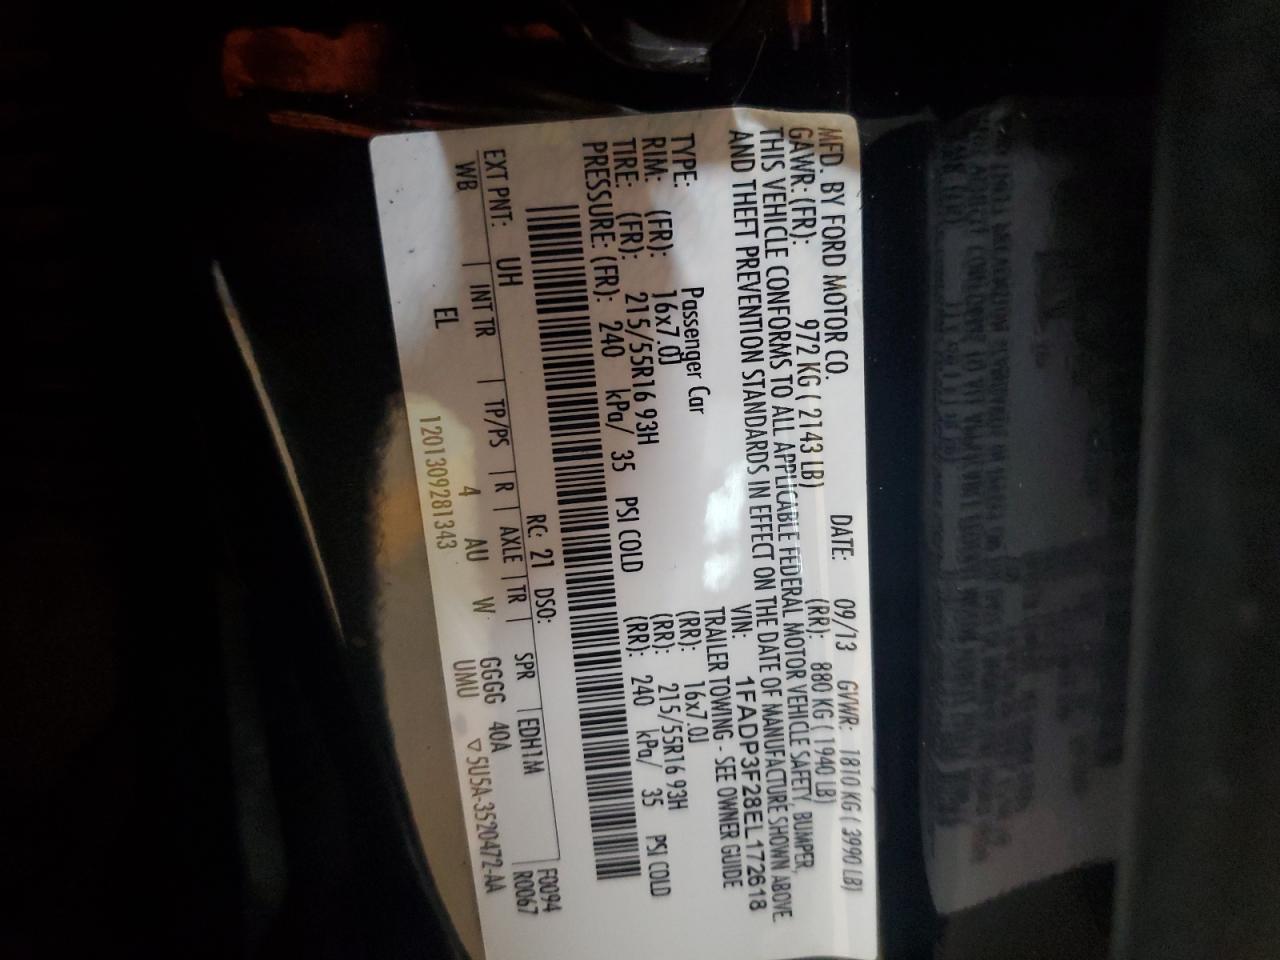 MFD. BY FORD MOTOR CO. DATE: 09/13 GVWR: 1810 KG ( 3990 LB)
GAWR: (FR): 972 KG ( 2143 LB) (RR): 880 KG ( 1940 LB)
THIS VEHICLE CONFORMS TO ALL APPLICABLE FEDERAL MOTOR VEHICLE SAFETY, BUMPER,
AND THEFT PREVENTION STANDARDS IN EFFECT ON THE DATE OF MANUFACTURE SHOWN ABOVE.
VIN: 1FADP3F28EL172618
TYPE: Passenger Car TRAILER TOWING - SEE OWNER GUIDE
RIM: (FR): 16x7.0J (RR): 16x7.0J
TIRE: (FR): 215/55R16 93H (RR): 215/55R16 93H
PRESSURE: (FR): 240 kPa/ 35 PSI COLD (RR): 240 kPa/ 35 PSI COLD
RC: 21 DSO: F0094
EXT PNT: UH R0067
WB | INT TR | TP/PS | R | AXLE | TR | SPR | EDH1M
EL 4 AU W GGGG 40A
UMU
1201309281343 ▽5U5A-3520472-AA